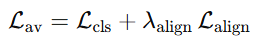 ℒ_av = ℒ_cls + λ_align ℒ_align